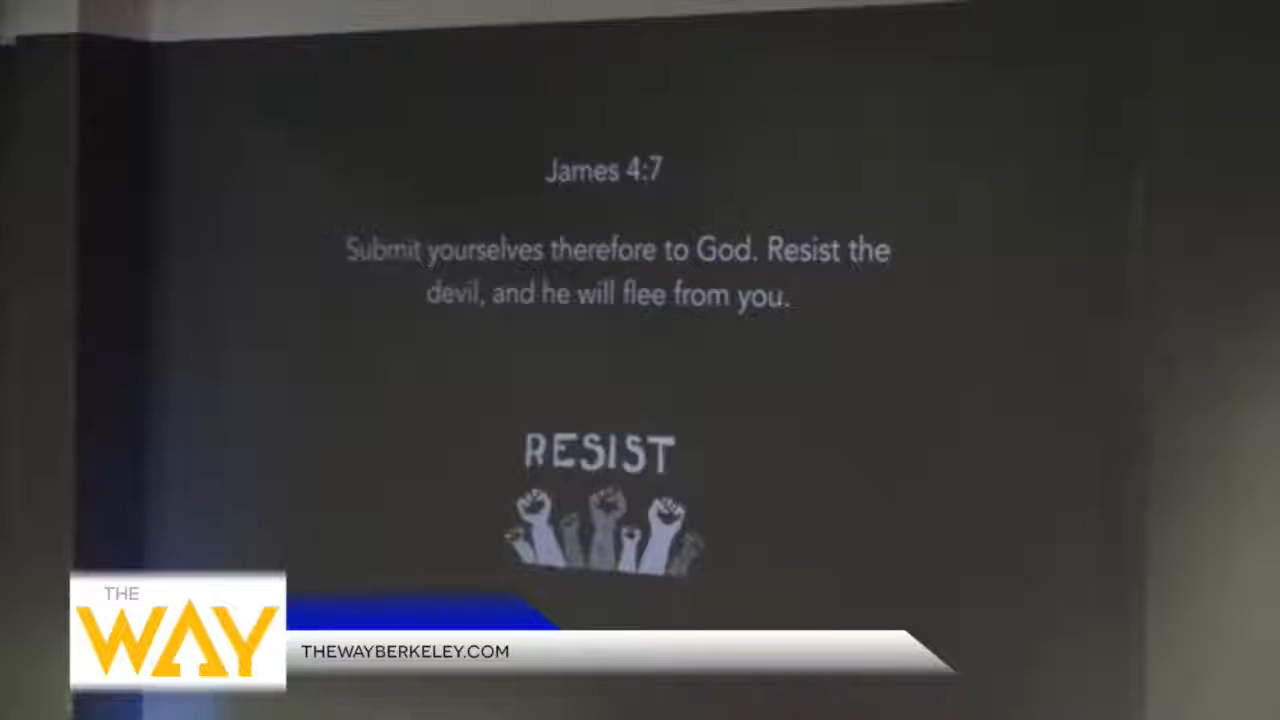 James 4:7
Submit yourselves therefore to God. Resist the
devil, and he will flee from you.
RESIST
THE
WAY
THEWAYBERKELEY.COM